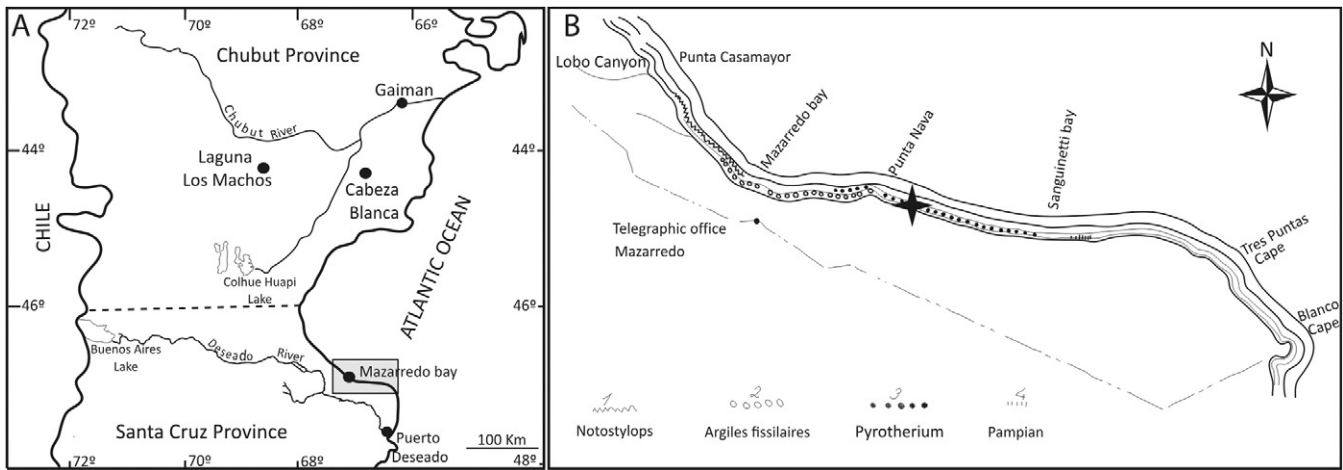 A
72º
70º
68º
66º
Chubut Province
Gaiman
Chubut River
44º
44º
Laguna
Los Machos
Cabeza
Blanca
CHILE
ATLANTIC OCEAN
Colhue Huapi
Lake
46º
46º
Buenos Aires
Lake
Deseado River
Mazarredo bay
Santa Cruz Province
Puerto
Deseado
100 Km
72º
70º
68º
48º
B
Lobo Canyon
Punta Casamayor
Mazarredo bay
Punta Nava
Sanguinetti bay
N
Telegraphic office
Mazarredo
Tres Puntas
Cape
Blanco
Cape
1
2
3
4
Notostylops
Argiles fissilaires
Pyrotherium
Pampian